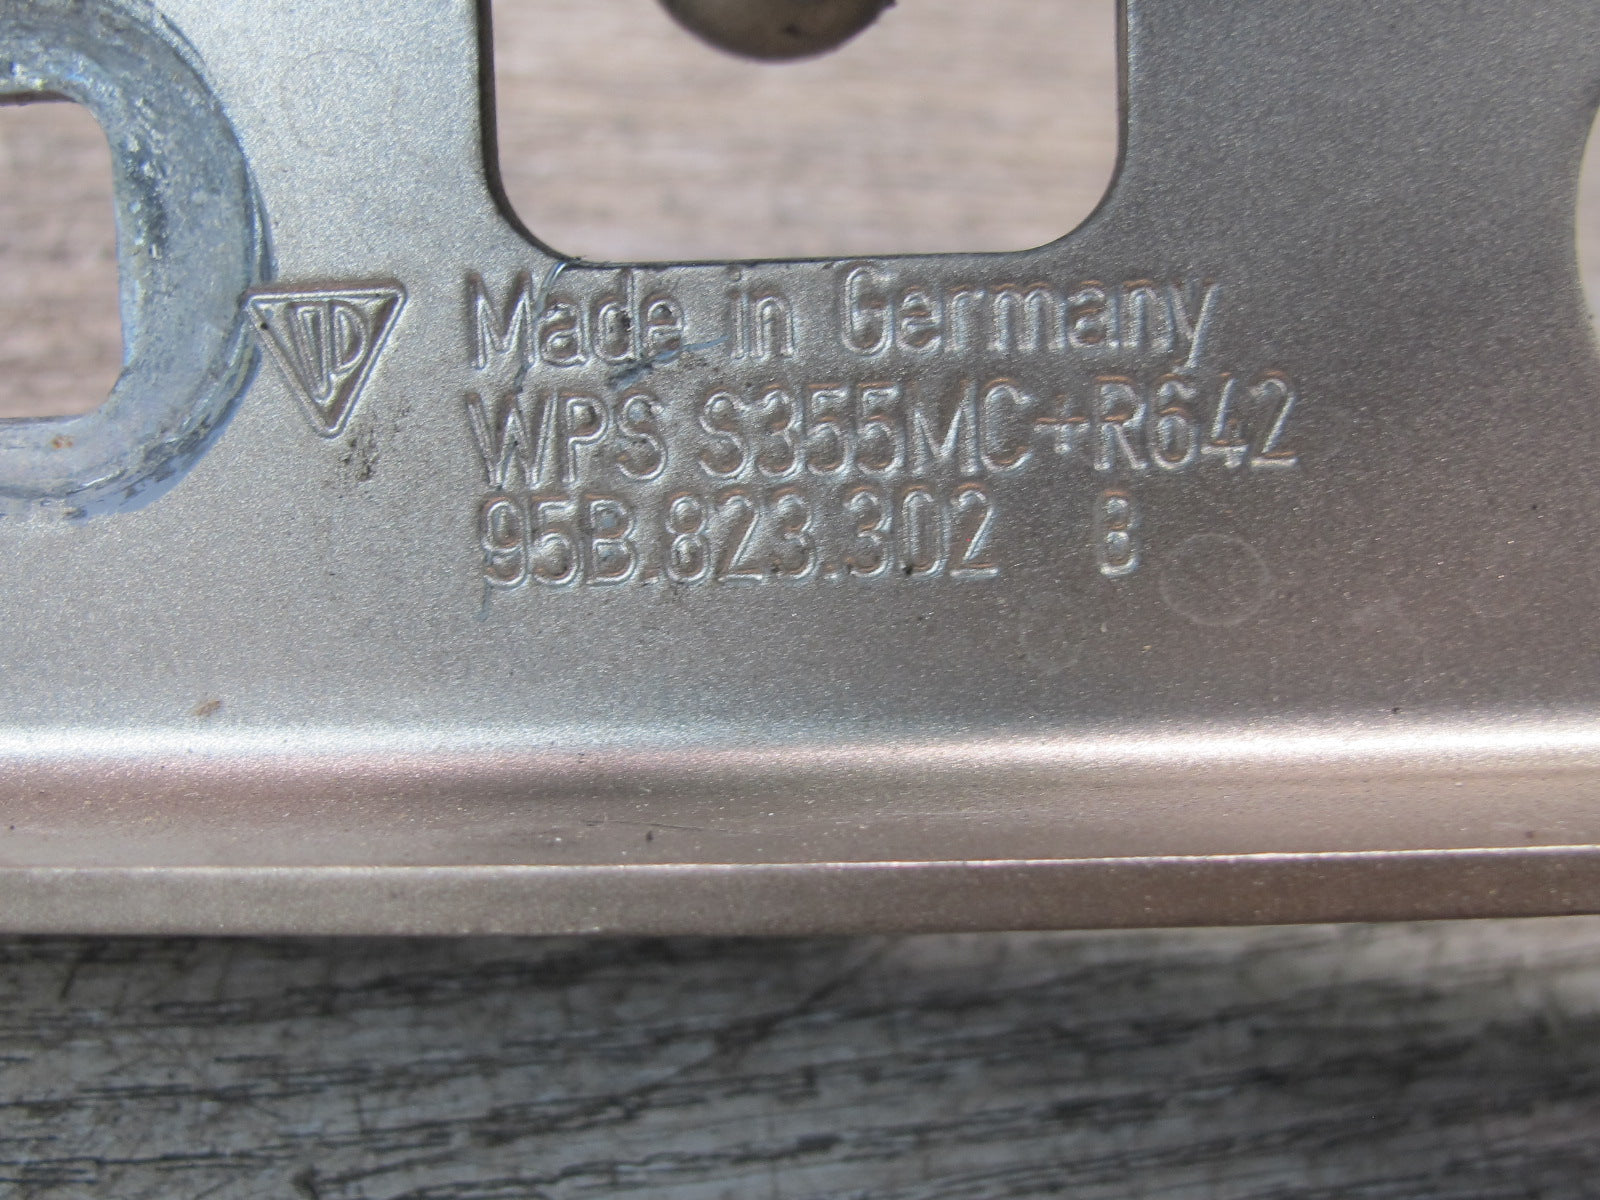 Made in Germany
WPS S355MC+R642
95B.823.302 B